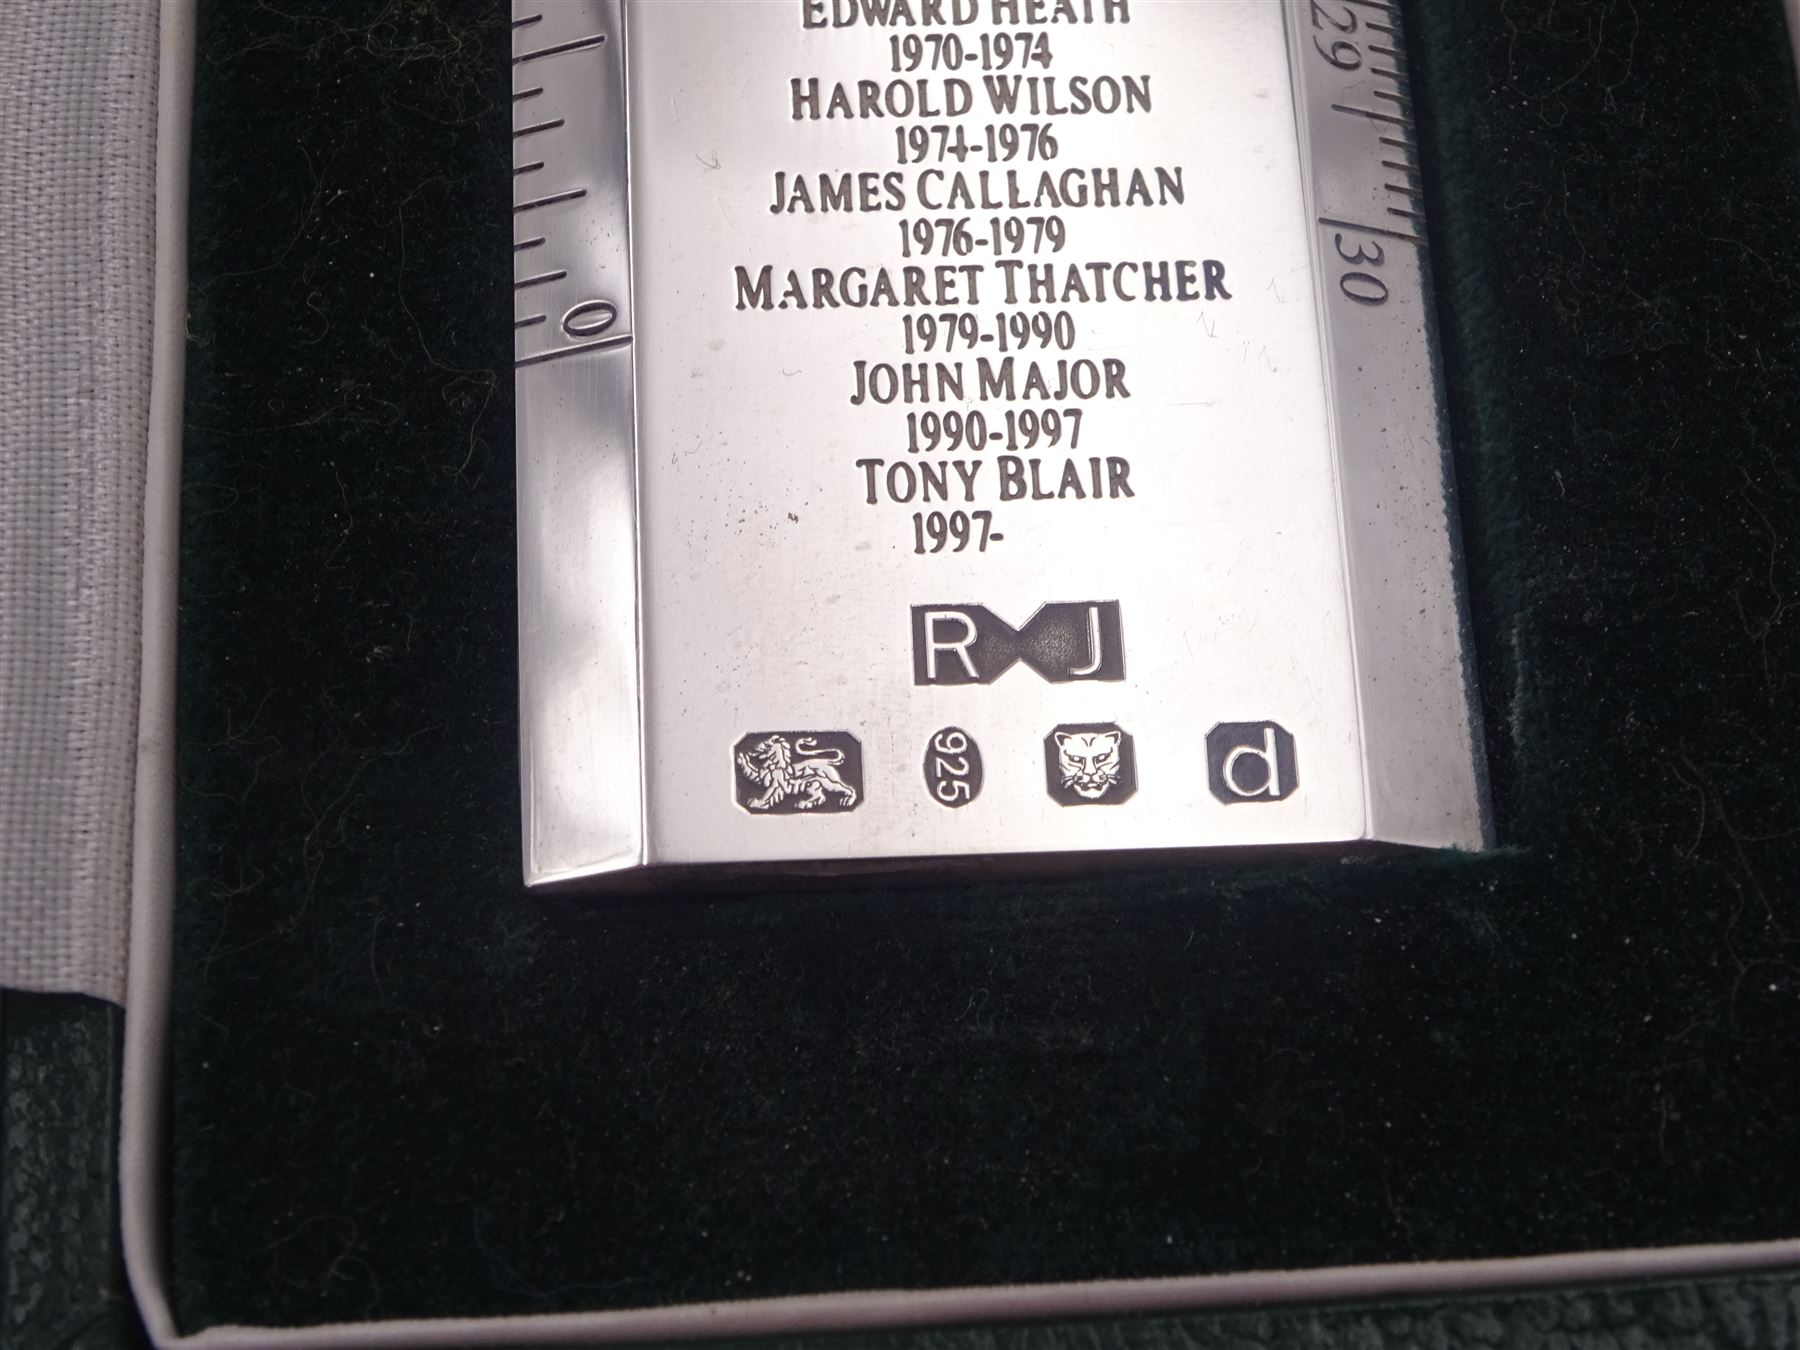 EDWARD HEATH
1970-1974
HAROLD WILSON
1974-1976
JAMES CALLAGHAN
1976-1979
MARGARET THATCHER
1979-1990
JOHN MAJOR
1990-1997
TONY BLAIR
1997-
R J
925
d
0
29
30